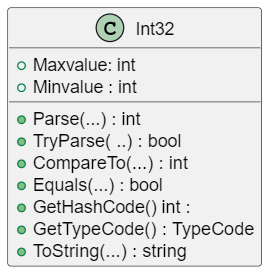 C Int32
Maxvalue: int
Minvalue : int
Parse(...) : int
TryParse( ..) : bool
CompareTo(...) : int
Equals(...) : bool
GetHashCode() int :
GetTypeCode() : TypeCode
ToString(...) : string